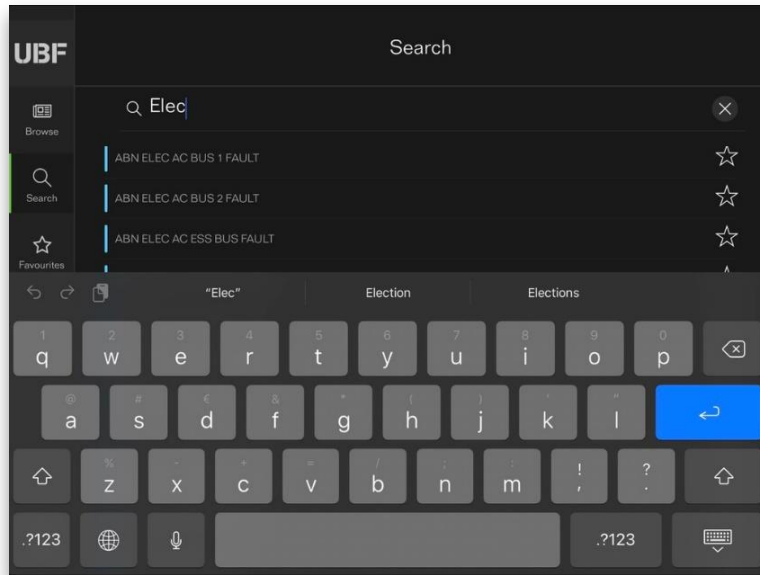 UBF
Search
Elec
Browse
ABN ELEC AC BUS 1 FAULT
Search
ABN ELEC AC BUS 2 FAULT
ABN ELEC AC ESS BUS FAULT
Favourites
"Elec" Election Elections
1 2 3 4 5 6 7 8 9 0
q w e r t y u i o p
@ # € & * ( ) ' "
a s d f g h j k l
% - + = / ; : ! ?
z x c v b n m , .
.?123 .?123